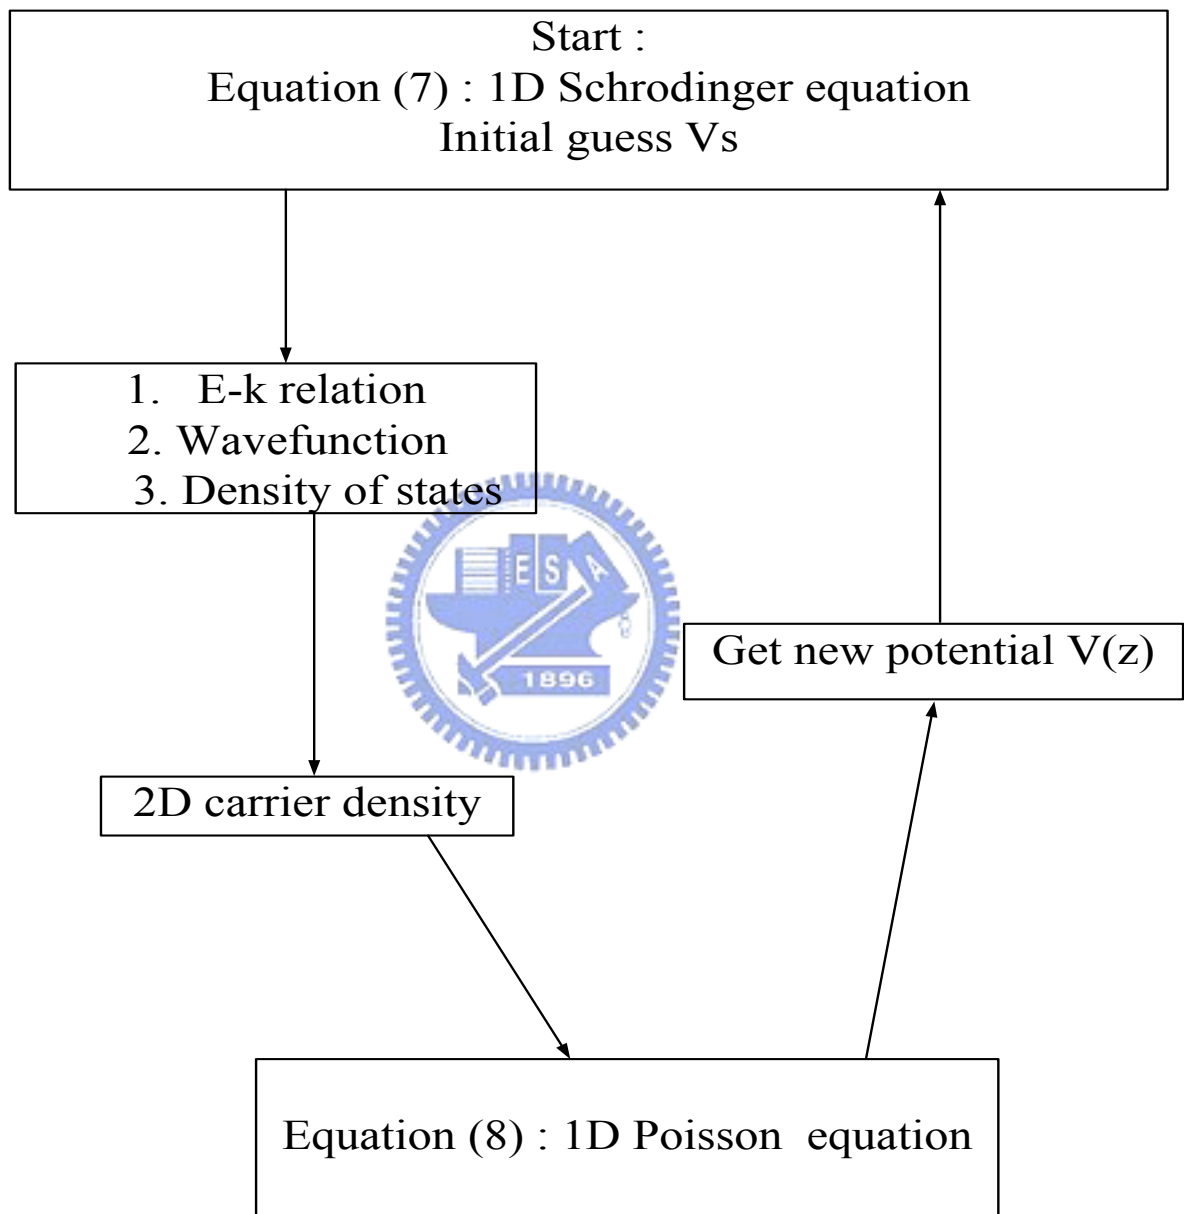 Start :
Equation (7) : 1D Schrodinger equation
Initial guess Vs
1. E-k relation
2. Wavefunction
3. Density of states
E S A
1896
Get new potential V(z)
2D carrier density
Equation (8) : 1D Poisson equation